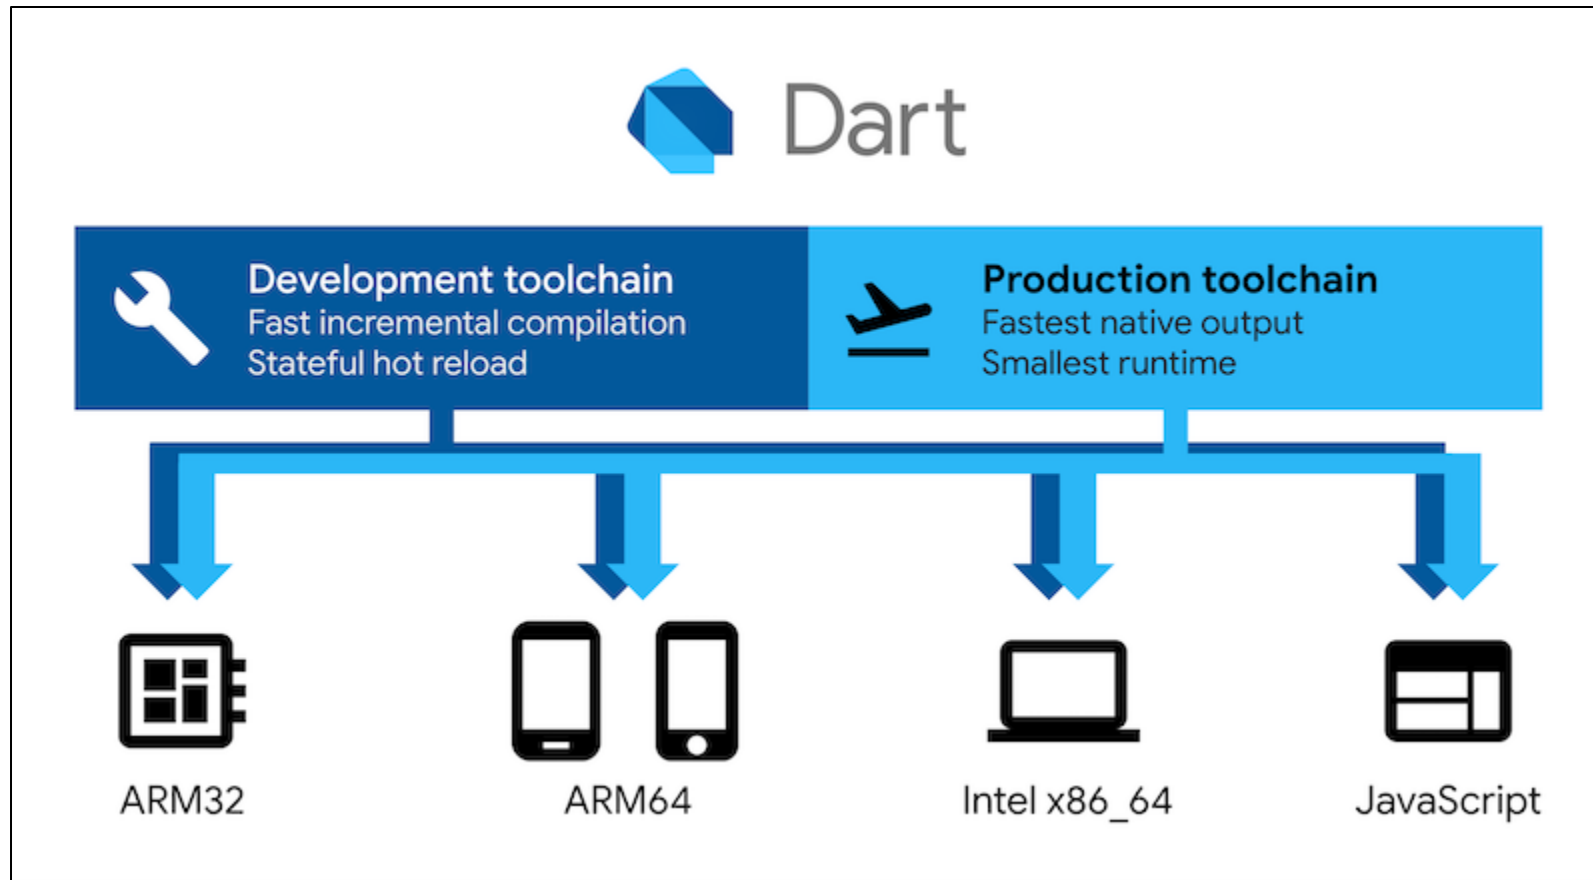 Dart
Development toolchain
Fast incremental compilation
Stateful hot reload
Production toolchain
Fastest native output
Smallest runtime
ARM32
ARM64
Intel x86_64
JavaScript